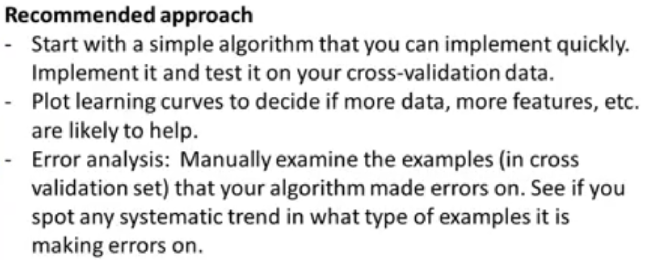 Recommended approach
- Start with a simple algorithm that you can implement quickly.
Implement it and test it on your cross-validation data.
- Plot learning curves to decide if more data, more features, etc.
are likely to help.
- Error analysis: Manually examine the examples (in cross
validation set) that your algorithm made errors on. See if you
spot any systematic trend in what type of examples it is
making errors on.